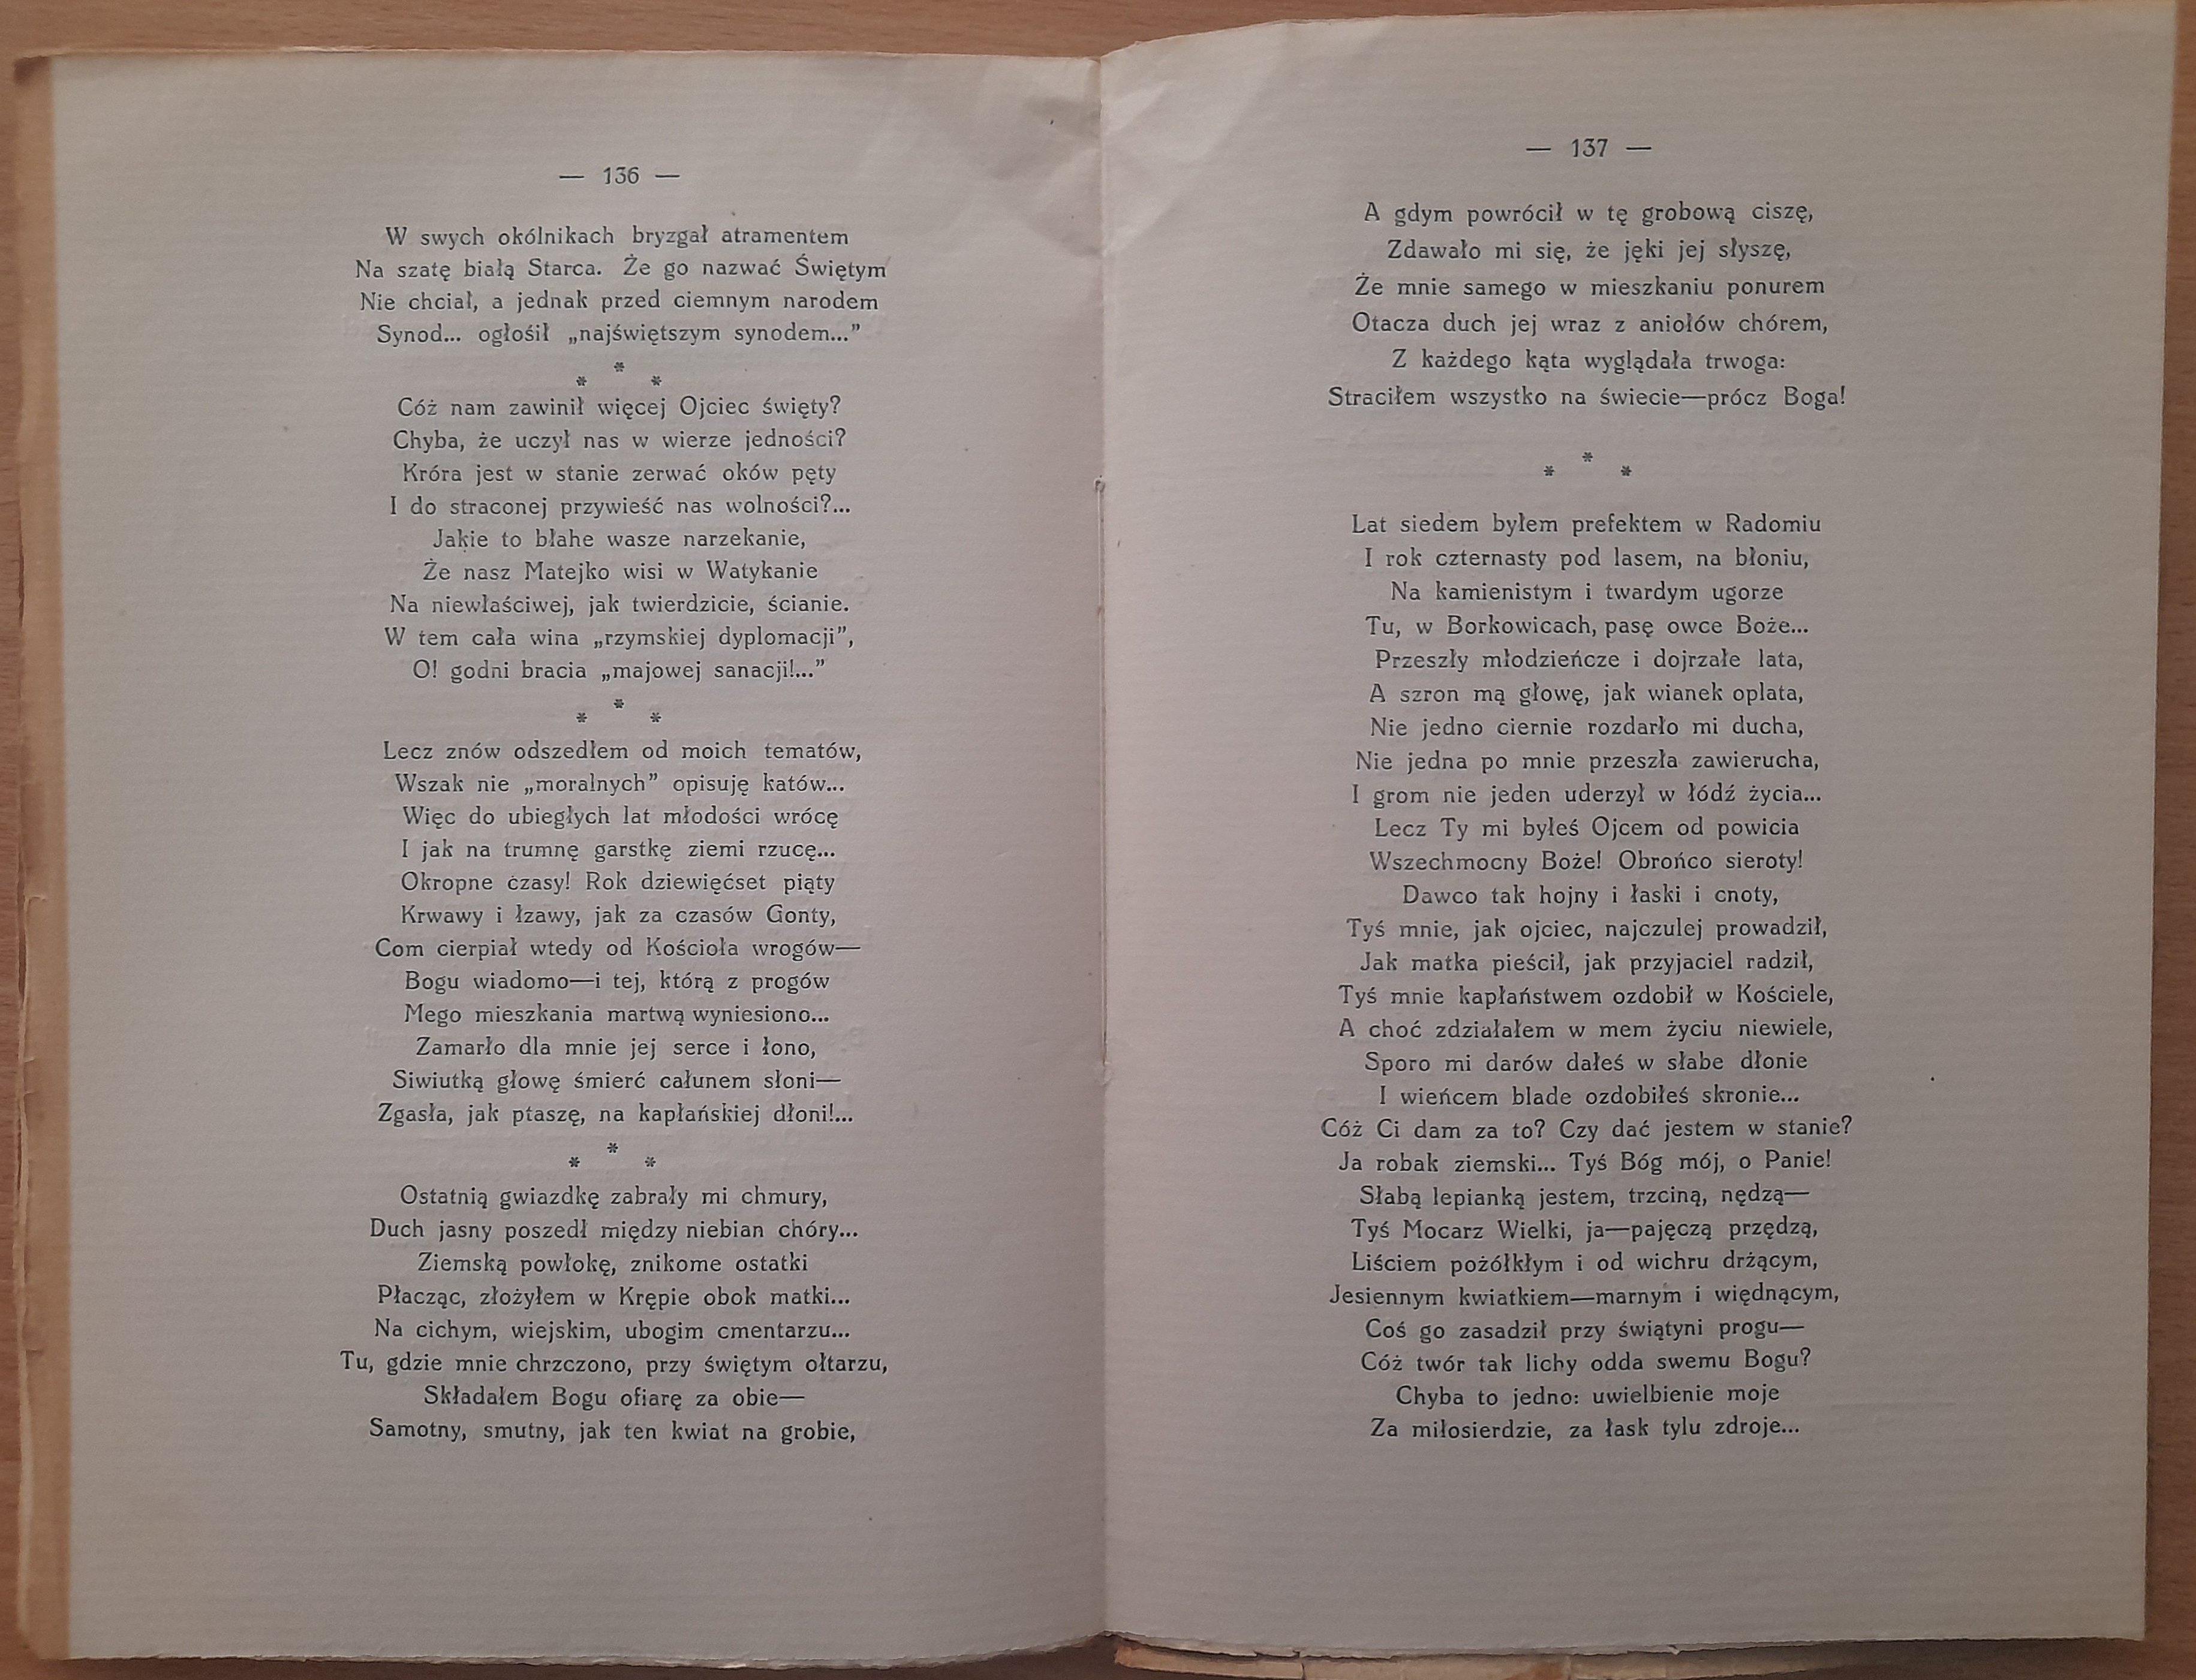 — 136 —
W swych okólnikach bryzgał atramentem
Na szatę białą Starca. Że go nazwać Świętym
Nie chciał, a jednak przed ciemnym narodem
Synod... ogłosił „najświętszym synodem...”
* * *
Cóż nam zawinił więcej Ojciec święty?
Chyba, że uczył nas w wierze jedności?
Króra jest w stanie zerwać oków pęty
I do straconej przywieść nas wolności?...
Jakie to błahe wasze narzekanie,
Że nasz Matejko wisi w Watykanie
Na niewłaściwej, jak twierdzicie, ścianie.
W tem cała wina „rzymskiej dyplomacji”,
O! godni bracia „majowej sanacji!...”
* * *
Lecz znów odszedłem od moich tematów,
Wszak nie „moralnych” opisuję katów...
Więc do ubiegłych lat młodości wrócę
I jak na trumnę garstkę ziemi rzucę...
Okropne czasy! Rok dziewięćset piąty
Krwawy i łzawy, jak za czasów Gonty,
Com cierpiał wtedy od Kościoła wrogów—
Bogu wiadomo—i tej, którą z progów
Mego mieszkania martwą wyniesiono...
Zamarło dla mnie jej serce i łono,
Siwiutką głowę śmierć całunem słoni—
Zgasła, jak ptaszę, na kapłańskiej dłoni!...
* * *
Ostatnią gwiazdkę zabrały mi chmury,
Duch jasny poszedł między niebian chóry...
Ziemską powłokę, znikome ostatki
Płacząc, złożyłem w Krępie obok matki...
Na cichym, wiejskim, ubogim cmentarzu...
Tu, gdzie mnie chrzczono, przy świętym ołtarzu,
Składałem Bogu ofiarę za obie—
Samotny, smutny, jak ten kwiat na grobie,
— 137 —
A gdym powrócił w tę grobową ciszę,
Zdawało mi się, że jęki jej słyszę,
Że mnie samego w mieszkaniu ponurem
Otacza duch jej wraz z aniołów chórem,
Z każdego kąta wyglądała trwoga:
Straciłem wszystko na świecie—prócz Boga!
* * *
Lat siedem byłem prefektem w Radomiu
I rok czternasty pod lasem, na błoniu,
Na kamienistym i twardym ugorze
Tu, w Borkowicach, pasę owce Boże...
Przeszły młodzieńcze i dojrzałe lata,
A szron mą głowę, jak wianek oplata,
Nie jedno ciernie rozdarło mi ducha,
Nie jedna po mnie przeszła zawierucha,
I grom nie jeden uderzył w łódź życia...
Lecz Ty mi byłeś Ojcem od powicia
Wszechmocny Boże! Obrońco sieroty!
Dawco tak hojny i łaski i cnoty,
Tyś mnie, jak ojciec, najczulej prowadził,
Jak matka pieścił, jak przyjaciel radził,
Tyś mnie kapłaństwem ozdobił w Kościele,
A choć zdziałałem w mem życiu niewiele,
Sporo mi darów dałeś w słabe dłonie
I wieńcem blade ozdobiłeś skronie...
Cóż Ci dam za to? Czy dać jestem w stanie?
Ja robak ziemski... Tyś Bóg mój, o Panie!
Słabą lepianką jestem, trzciną, nędzą—
Tyś Mocarz Wielki, ja—pajęczą przędzą,
Liściem pożółkłym i od wichru drżącym,
Jesiennym kwiatkiem—marnym i więdnącym,
Coś go zasadził przy świątyni progu—
Cóż twór tak lichy odda swemu Bogu?
Chyba to jedno: uwielbienie moje
Za miłosierdzie, za łask tylu zdroje...